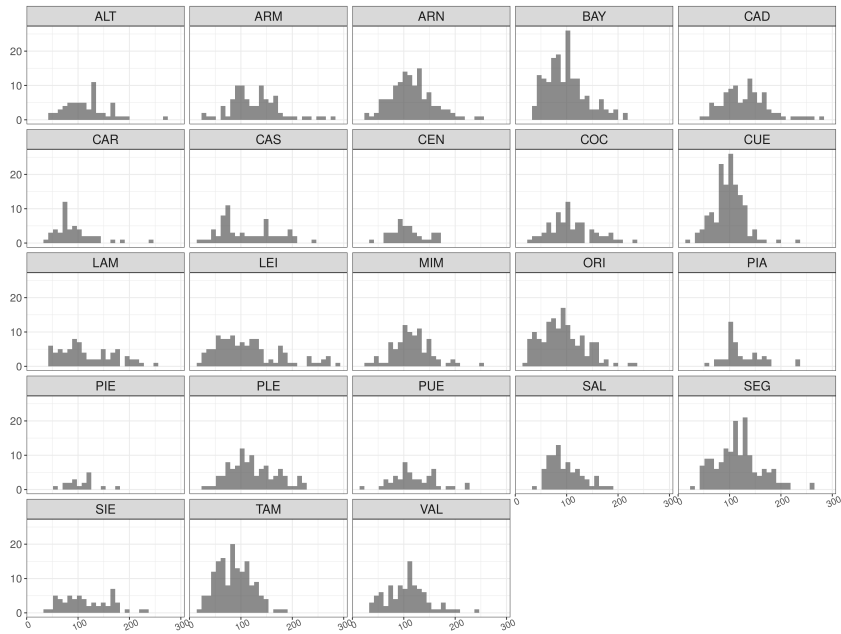 ALT ARM ARN BAY CAD
20
10
0
CAR CAS CEN COC CUE
20
10
0
LAM LEI MIM ORI PIA
20
10
0
PIE PLE PUE SAL SEG
20
10
0
0 100 200 300 0 100 200 300
SIE TAM VAL
20
10
0
0 100 200 300 0 100 200 300 0 100 200 300